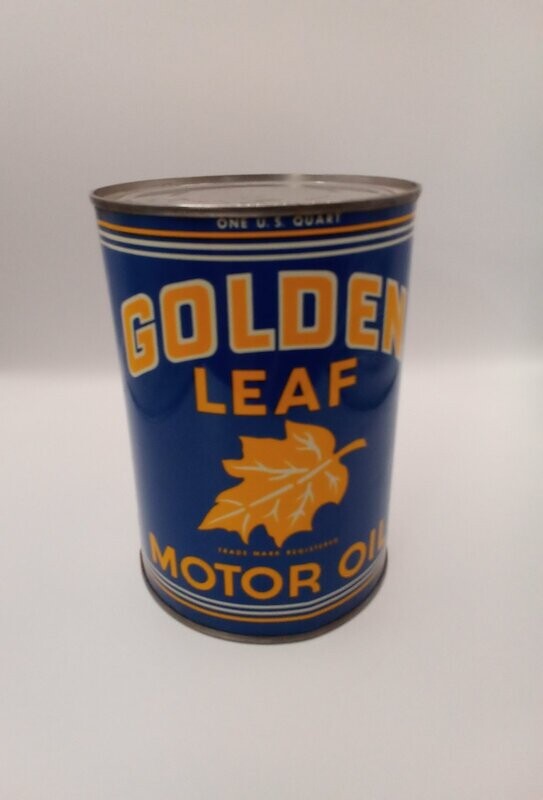 ONE U.S. QUART
GOLDEN
LEAF
TRADE MARK REGISTERED
MOTOR OIL